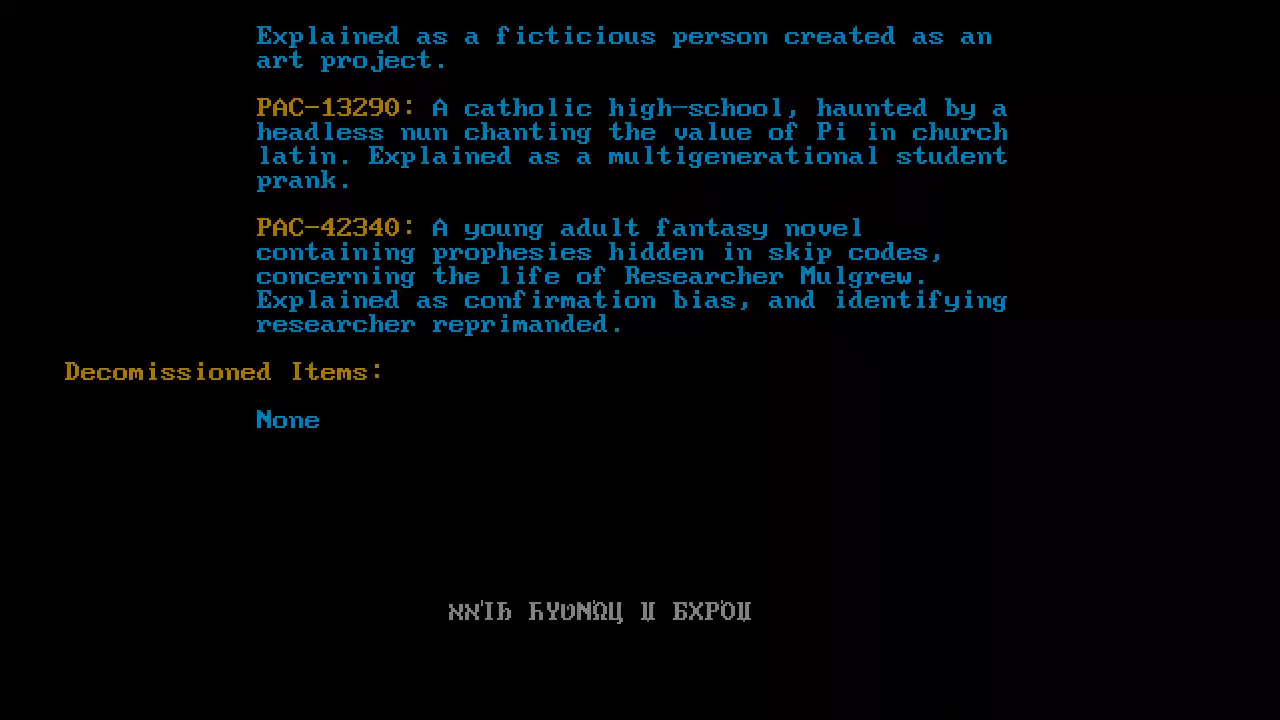 Explained as a ficticious person created as an
art project.
PAC-13290: A catholic high-school, haunted by a
headless nun chanting the value of Pi in church
latin. Explained as a multigenerational student
prank.
PAC-42340: A young adult fantasy novel
containing prophesies hidden in skip codes,
concerning the life of Researcher Mulgrew.
Explained as confirmation bias, and identifying
researcher reprimanded.
Decomissioned Items:
None